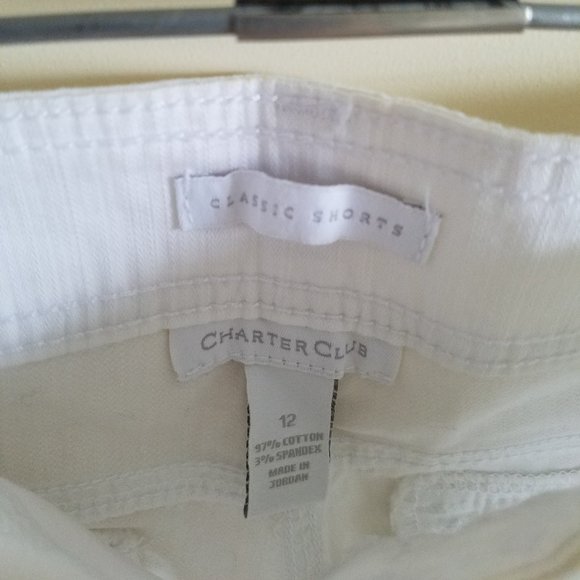 CLASSIC SHORTS
CHARTER CLUB
12
97% COTTON
3% SPANDEX
MADE IN
JORDAN